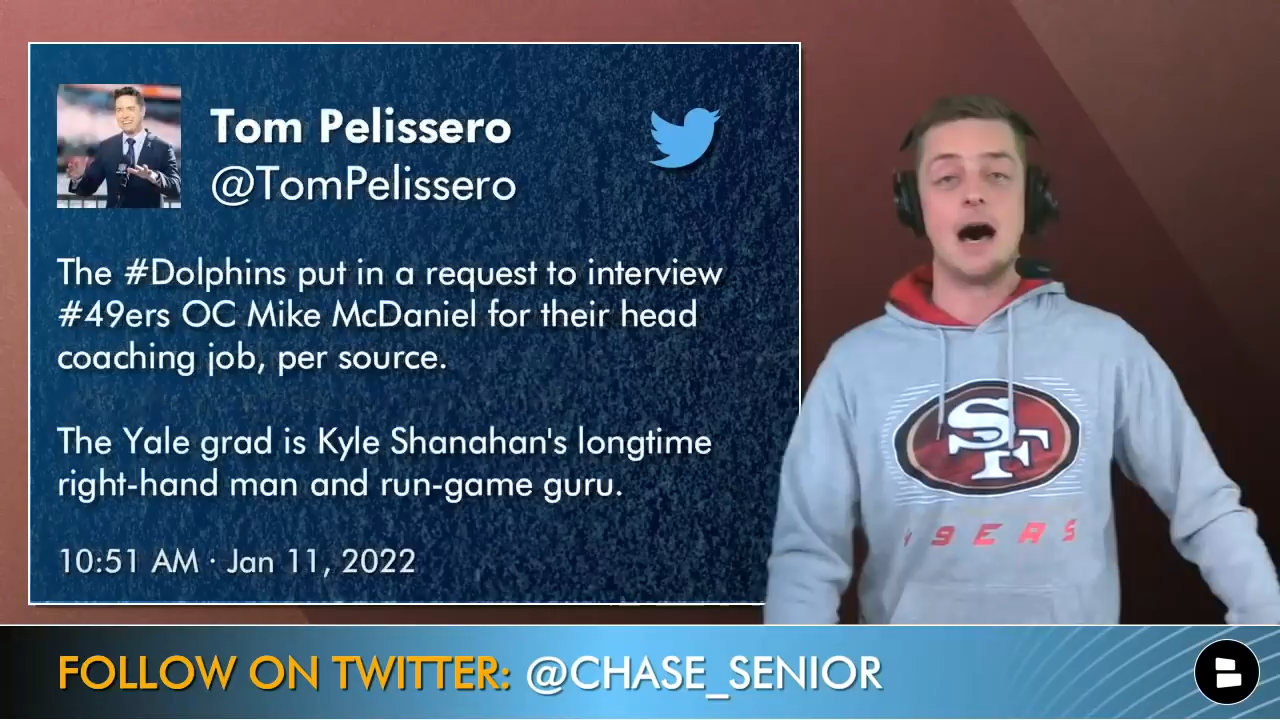 Tom Pelissero
@TomPelissero
The #Dolphins put in a request to interview
#49ers OC Mike McDaniel for their head
coaching job, per source.
The Yale grad is Kyle Shanahan's longtime
right-hand man and run-game guru.
10:51 AM · Jan 11, 2022
SF
49ERS
FOLLOW ON TWITTER: @CHASE_SENIOR